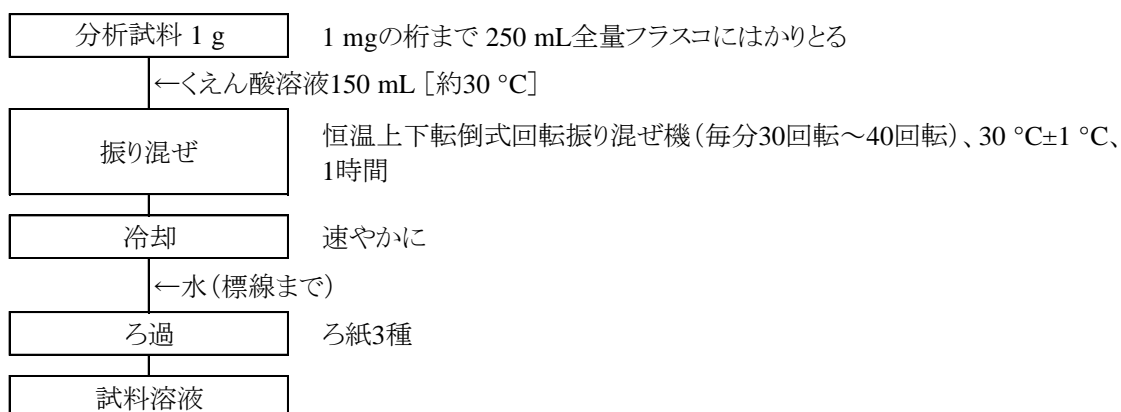 分析試料 1 g 1 mgの桁まで 250 mL全量フラスコにはかりとる
←くえん酸溶液150 mL [約30 °C]
振り混ぜ 恒温上下転倒式回転振り混ぜ機(毎分30回転～40回転)、30 °C±1 °C、
1時間
冷却 速やかに
←水(標線まで)
ろ過 ろ紙3種
試料溶液